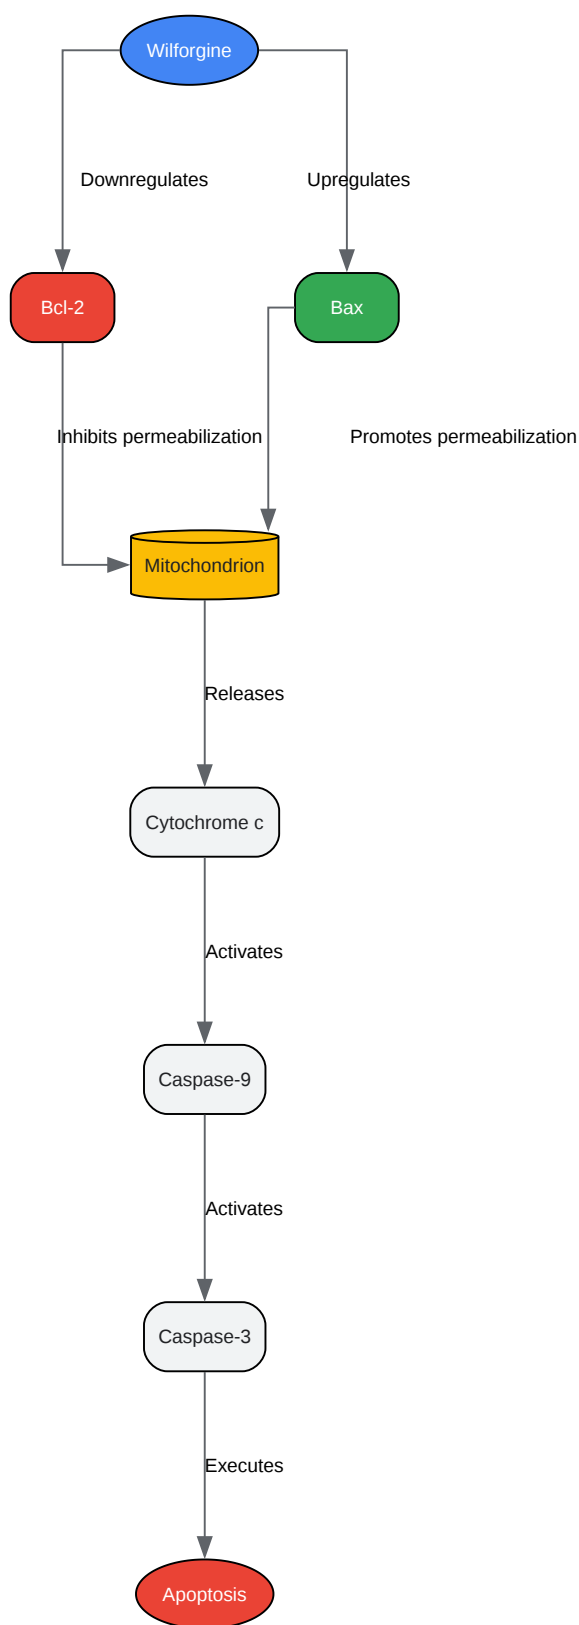 Wilforgine
Downregulates
Upregulates
Bcl-2
Bax
Inhibits permeabilization
Promotes permeabilization
Mitochondrion
Releases
Cytochrome c
Activates
Caspase-9
Activates
Caspase-3
Executes
Apoptosis